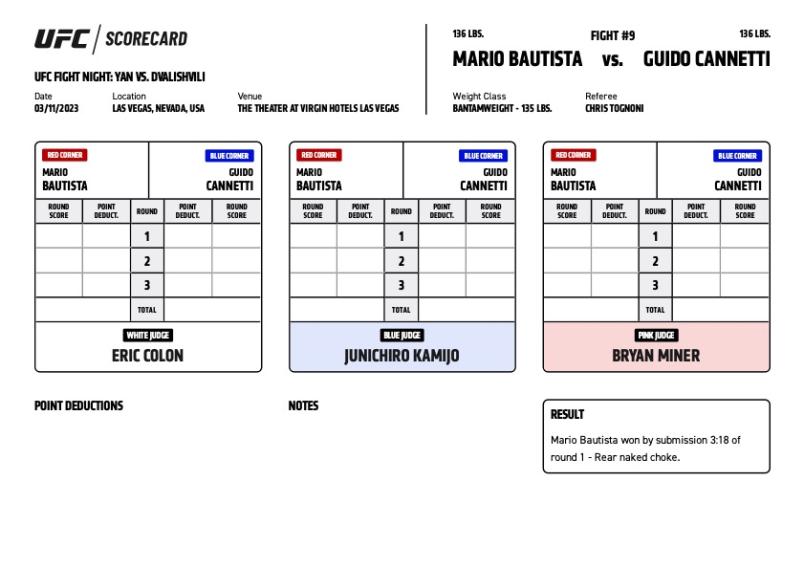 UFC / SCORECARD
UFC FIGHT NIGHT: YAN VS. DVALISHVILI
Date Location Venue
03/11/2023 LAS VEGAS, NEVADA, USA THE THEATER AT VIRGIN HOTELS LAS VEGAS
136 LBS. FIGHT #9 136 LBS.
MARIO BAUTISTA vs. GUIDO CANNETTI
Weight Class Referee
BANTAMWEIGHT - 135 LBS. CHRIS TOGNONI
RED CORNER BLUE CORNER
MARIO GUIDO
BAUTISTA CANNETTI
ROUND POINT ROUND POINT ROUND
SCORE DEDUCT. DEDUCT. SCORE
1
2
3
TOTAL
WHITE JUDGE
ERIC COLON
RED CORNER BLUE CORNER
MARIO GUIDO
BAUTISTA CANNETTI
ROUND POINT ROUND POINT ROUND
SCORE DEDUCT. DEDUCT. SCORE
1
2
3
TOTAL
BLUE JUDGE
JUNICHIRO KAMIJO
RED CORNER BLUE CORNER
MARIO GUIDO
BAUTISTA CANNETTI
ROUND POINT ROUND POINT ROUND
SCORE DEDUCT. DEDUCT. SCORE
1
2
3
TOTAL
PINK JUDGE
BRYAN MINER
POINT DEDUCTIONS
NOTES
RESULT
Mario Bautista won by submission 3:18 of
round 1 - Rear naked choke.